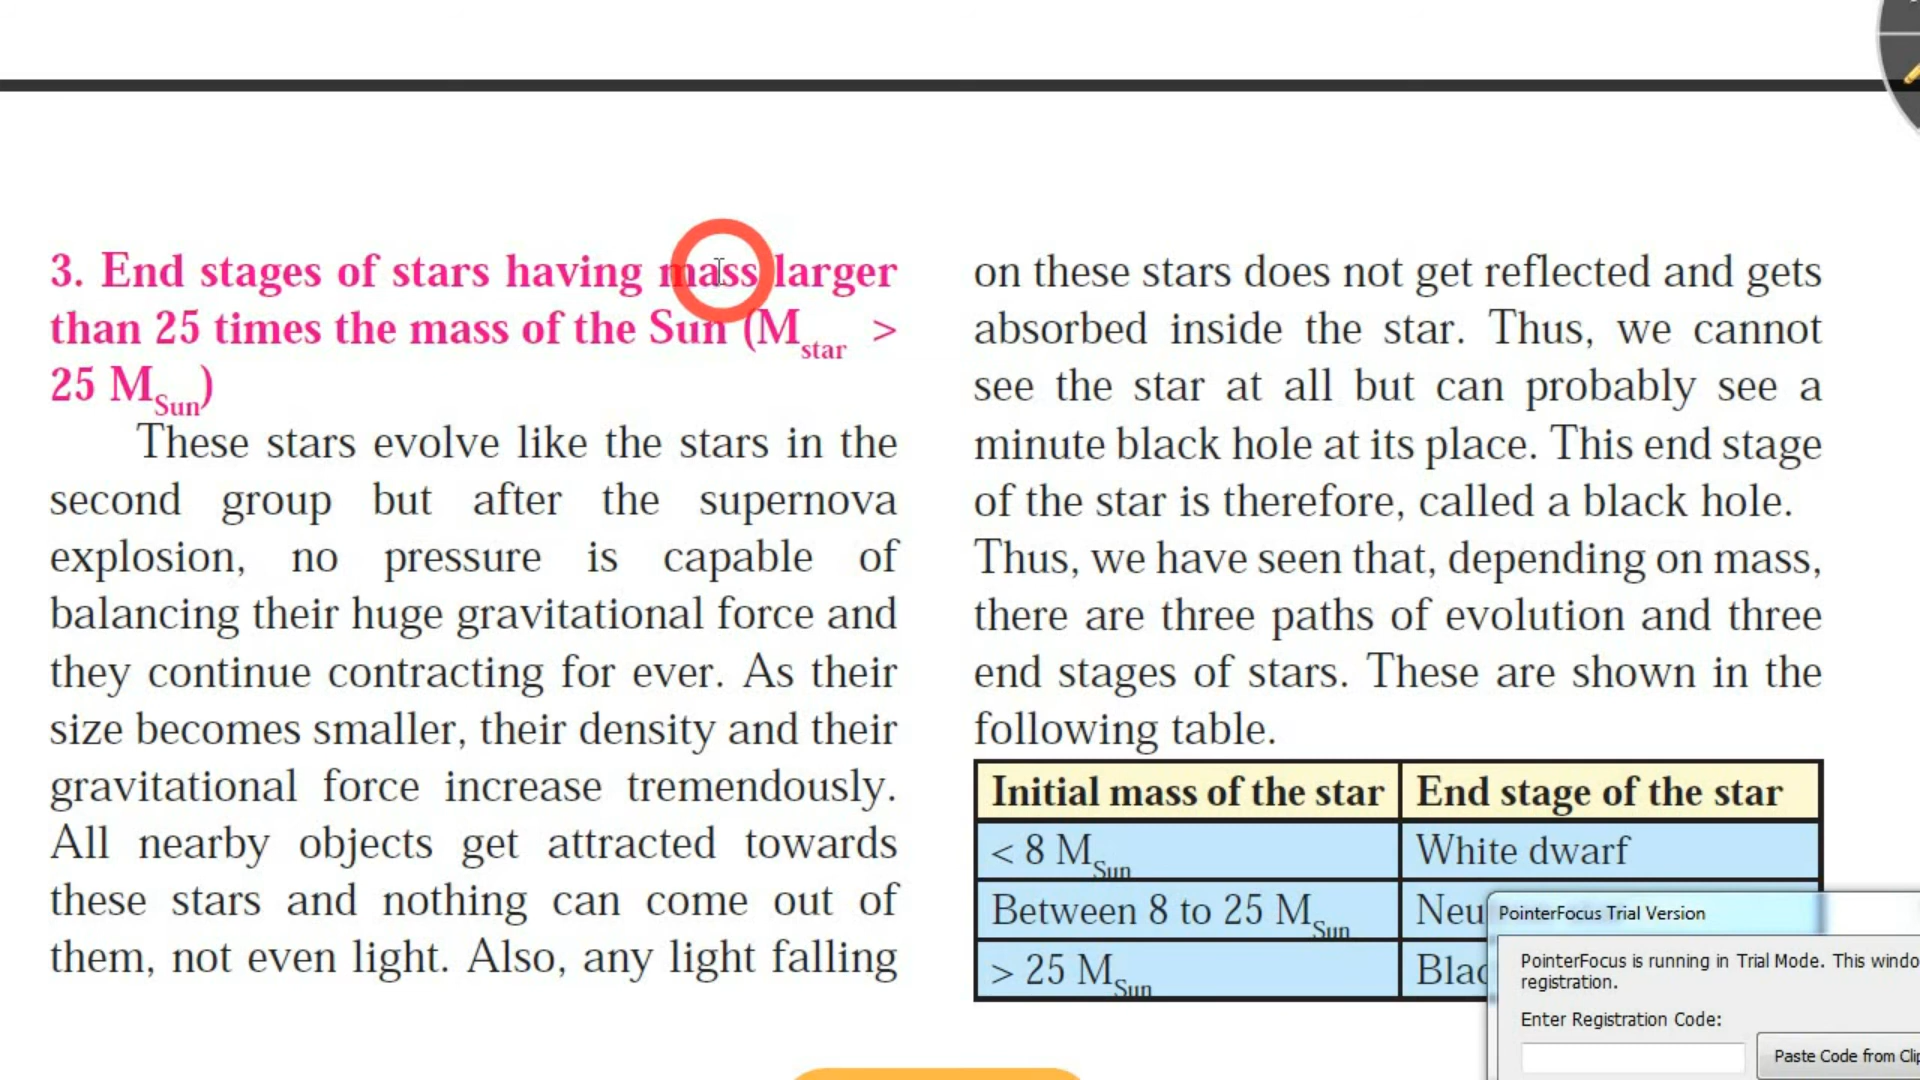 3. End stages of stars having mass larger
than 25 times the mass of the Sun (Mstar >
25 MSun)
These stars evolve like the stars in the
second group but after the supernova
explosion, no pressure is capable of
balancing their huge gravitational force and
they continue contracting for ever. As their
size becomes smaller, their density and their
gravitational force increase tremendously.
All nearby objects get attracted towards
these stars and nothing can come out of
them, not even light. Also, any light falling
on these stars does not get reflected and gets
absorbed inside the star. Thus, we cannot
see the star at all but can probably see a
minute black hole at its place. This end stage
of the star is therefore, called a black hole.
Thus, we have seen that, depending on mass,
there are three paths of evolution and three
end stages of stars. These are shown in the
following table.
Initial mass of the star End stage of the star
< 8 MSun White dwarf
Between 8 to 25 MSun
> 25 MSun
PointerFocus Trial Version
PointerFocus is running in Trial Mode. This
registration.
Enter Registration Code:
Paste Code from